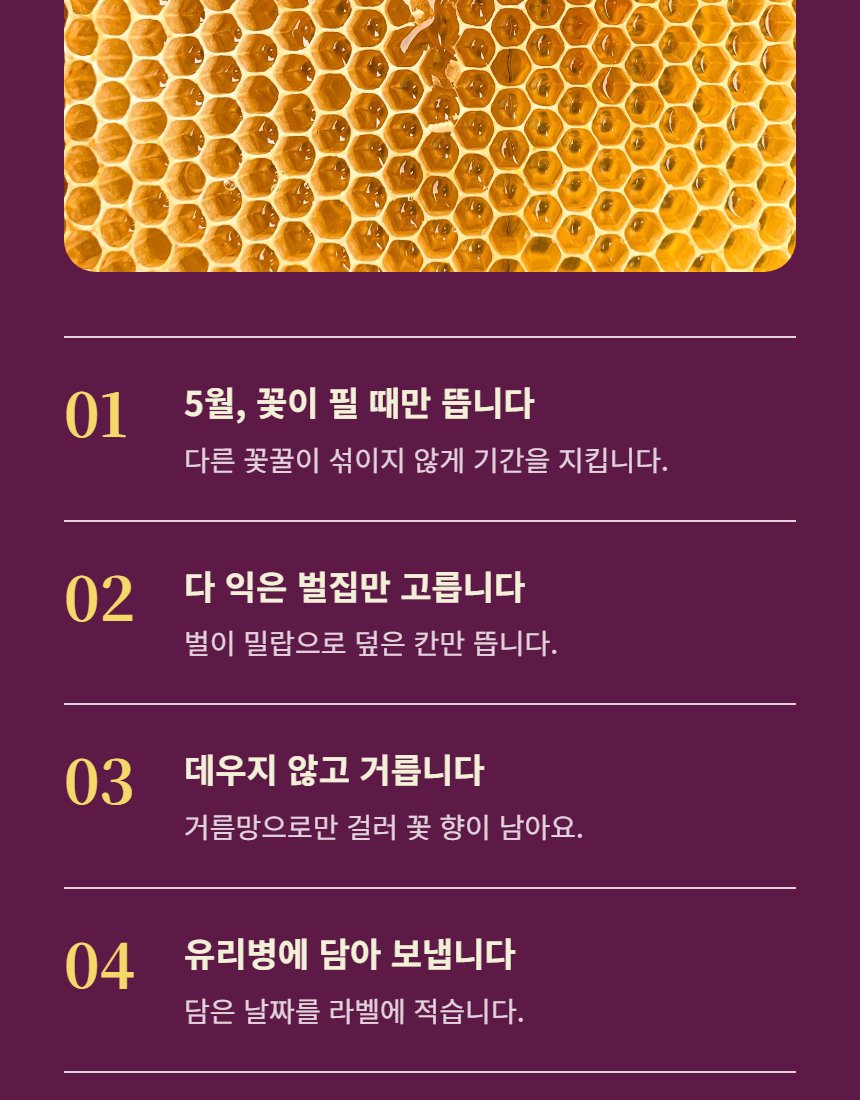 01
5월, 꽃이 필 때만 뜹니다
다른 꽃꿀이 섞이지 않게 기간을 지킵니다.
02
다 익은 벌집만 고릅니다
벌이 밀랍으로 덮은 칸만 뜹니다.
03
데우지 않고 거릅니다
거름망으로만 걸러 꽃 향이 남아요.
04
유리병에 담아 보냅니다
담은 날짜를 라벨에 적습니다.